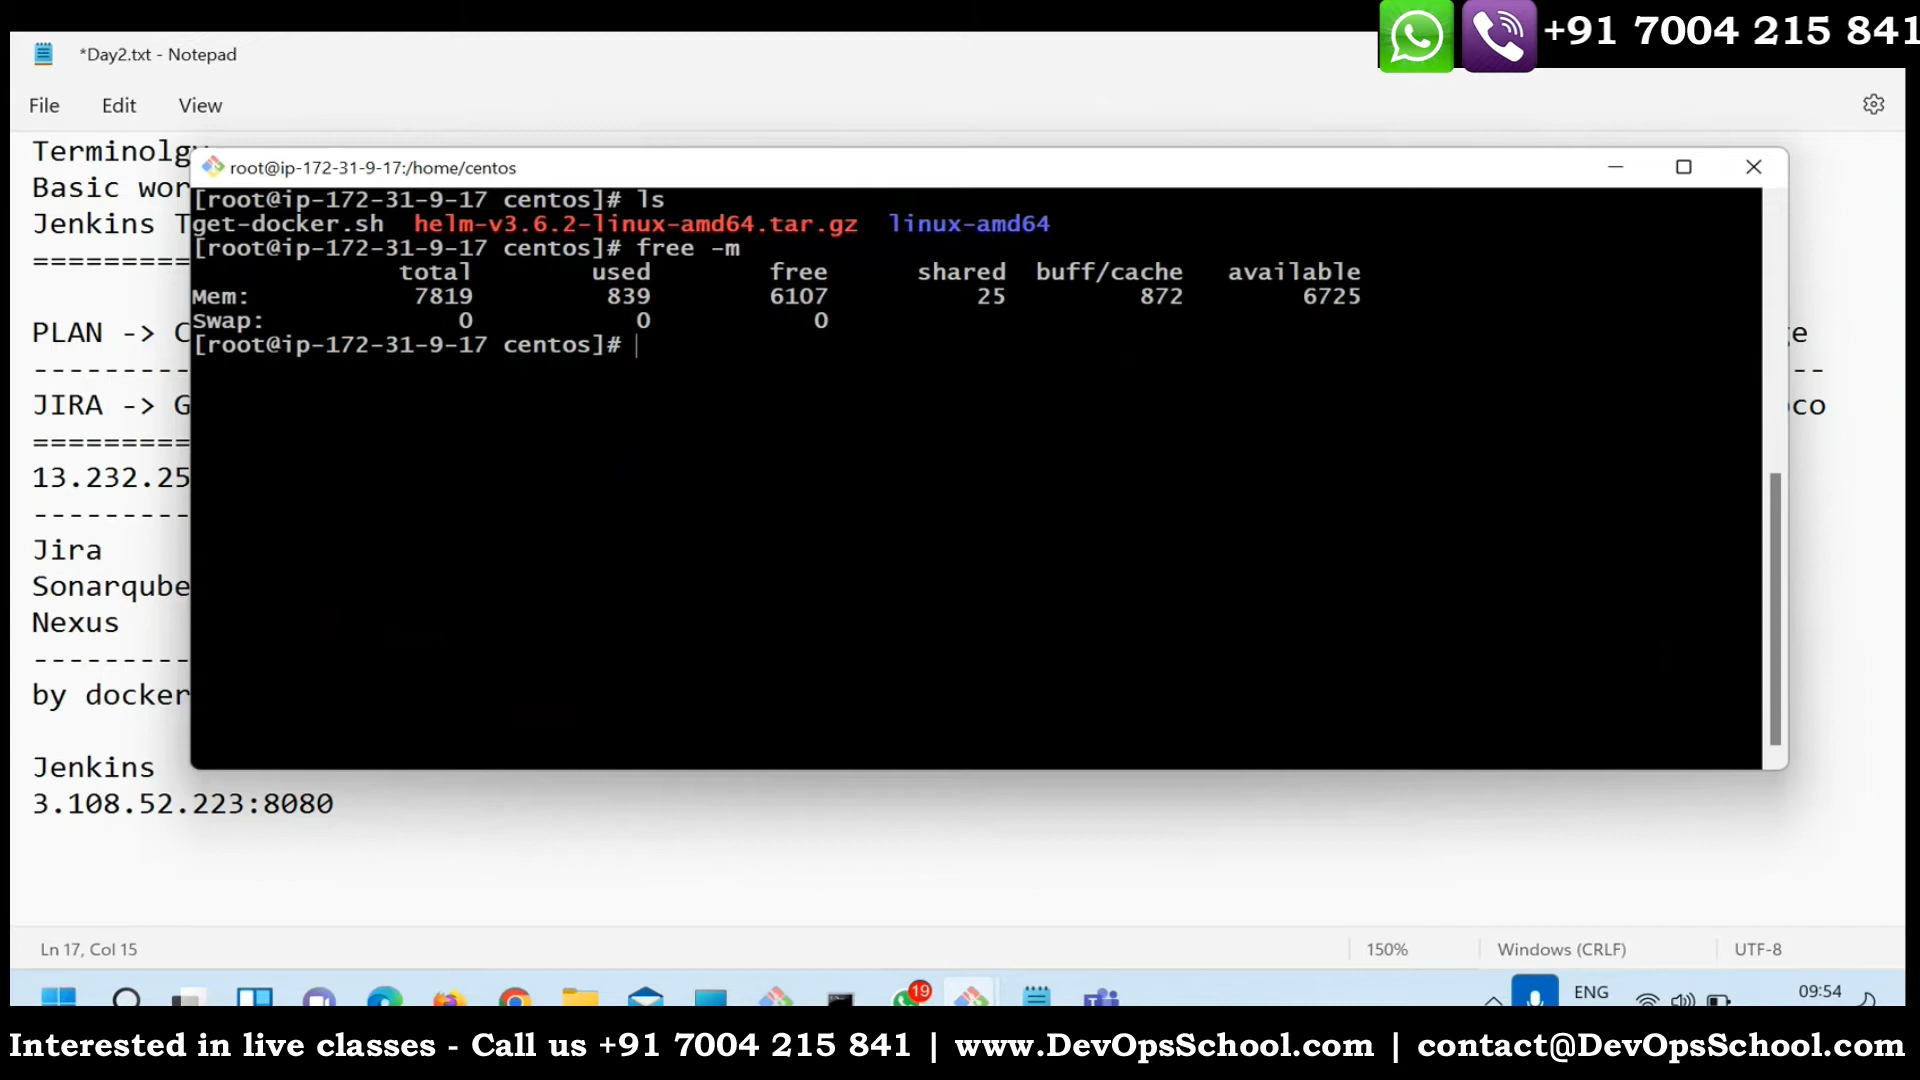 +91 7004 215 841
*Day2.txt - Notepad
File Edit View
Terminolgy
Basic wor
Jenkins T
==========
PLAN -> C
e
----------
--
JIRA -> G
oco
==========
13.232.25
----------
Jira
Sonarqube
Nexus
----------
by docker
Jenkins
3.108.52.223:8080
root@ip-172-31-9-17:/home/centos
[root@ip-172-31-9-17 centos]# ls
get-docker.sh helm-v3.6.2-linux-amd64.tar.gz linux-amd64
[root@ip-172-31-9-17 centos]# free -m
total used free shared buff/cache available
Mem: 7819 839 6107 25 872 6725
Swap: 0 0 0
[root@ip-172-31-9-17 centos]#
Ln 17, Col 15 150% Windows (CRLF) UTF-8
19 ENG 09:54
Interested in live classes - Call us +91 7004 215 841 | www.DevOpsSchool.com | contact@DevOpsSchool.com